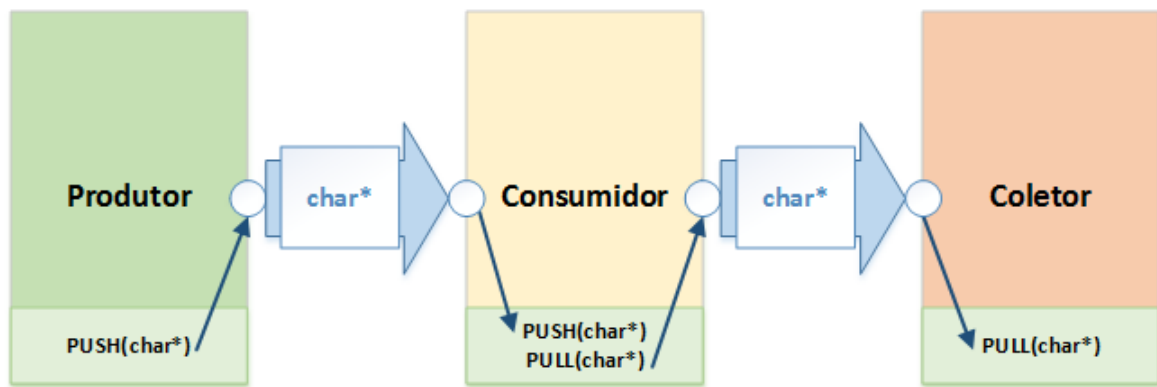 Produtor
char*
Consumidor
char*
Coletor
PUSH(char*)
PUSH(char*)
PULL(char*)
PULL(char*)